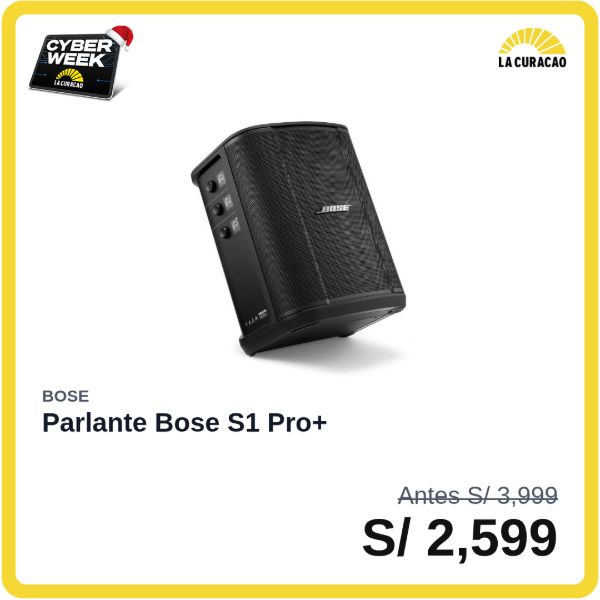 CYBER
WEEK
LA CURACAO
LA CURACAO
BOSE
BOSE
Parlante Bose S1 Pro+
Antes S/ 3,999
S/ 2,599